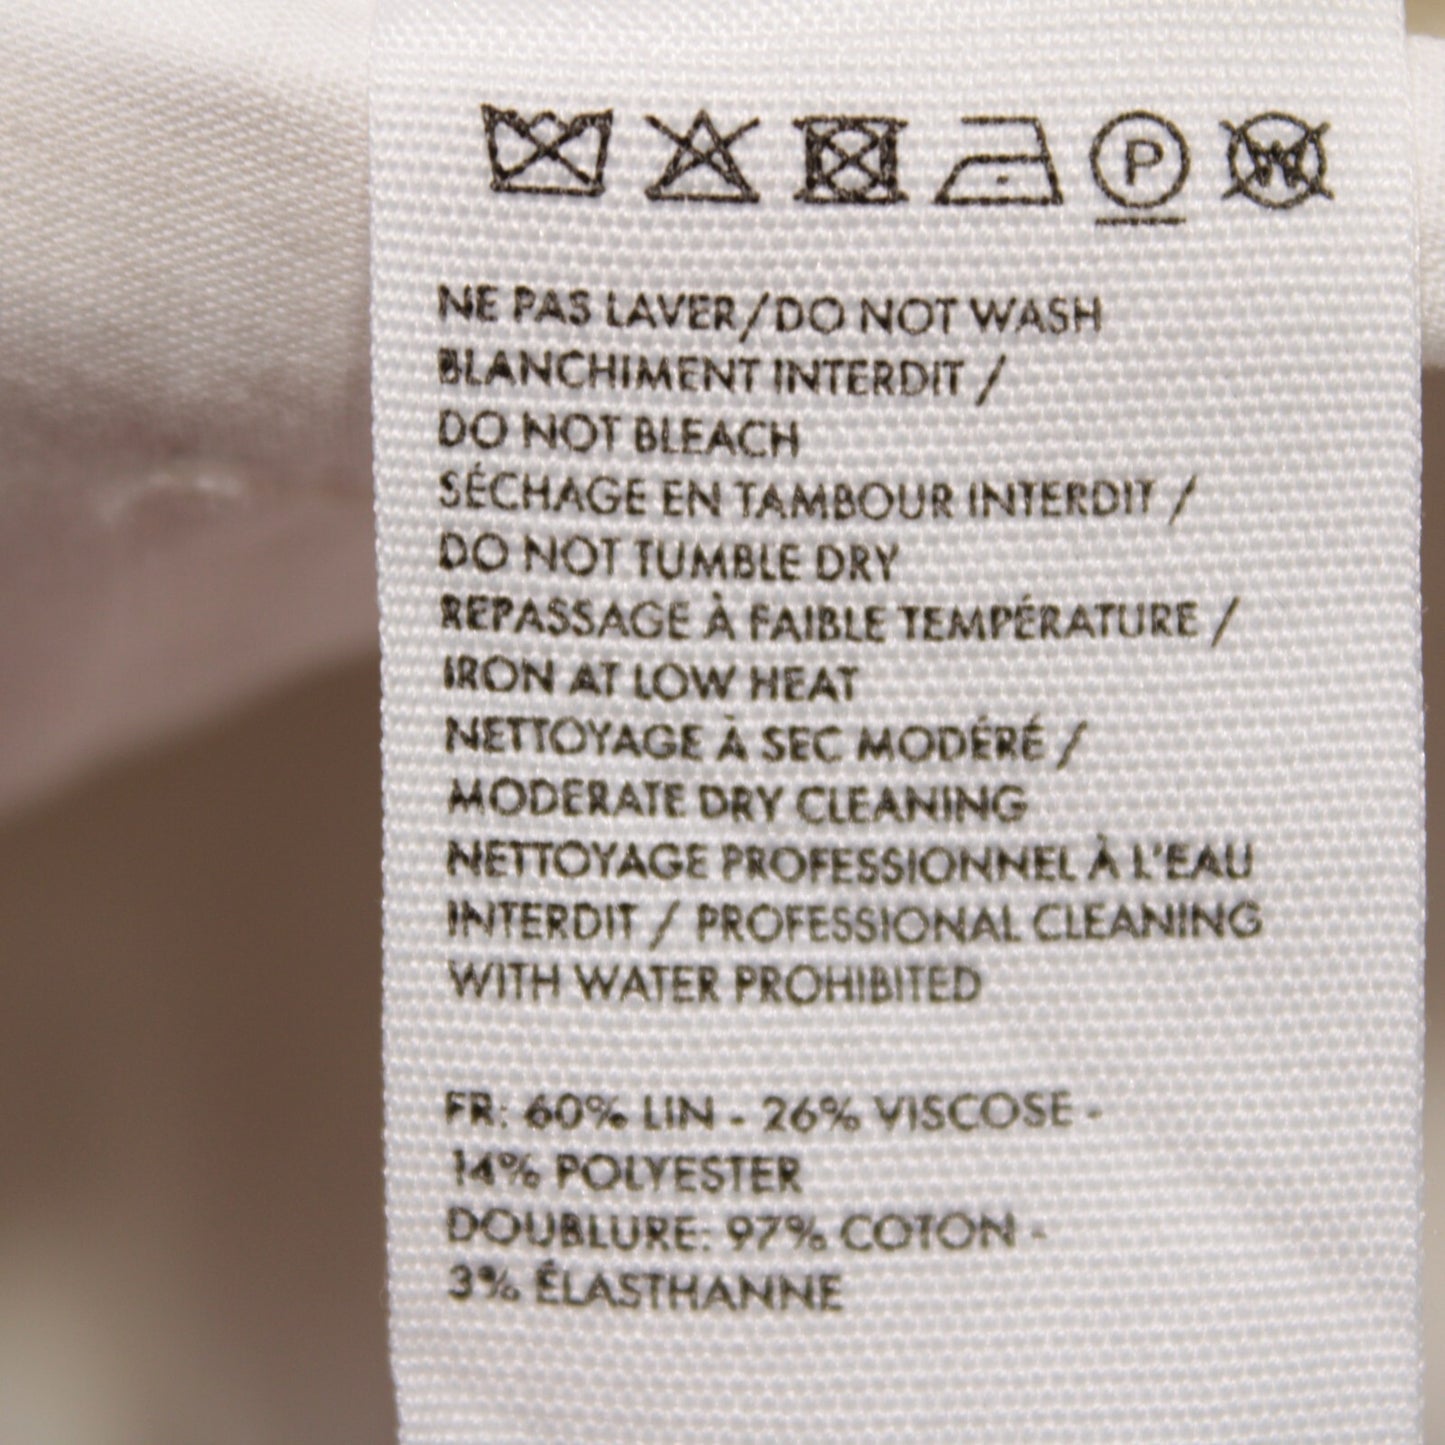 P W
NE PAS LAVER/DO NOT WASH
BLANCHIMENT INTERDIT /
DO NOT BLEACH
SÉCHAGE EN TAMBOUR INTERDIT /
DO NOT TUMBLE DRY
REPASSAGE À FAIBLE TEMPÉRATURE /
IRON AT LOW HEAT
NETTOYAGE À SEC MODÉRÉ /
MODERATE DRY CLEANING
NETTOYAGE PROFESSIONNEL À L'EAU
INTERDIT / PROFESSIONAL CLEANING
WITH WATER PROHIBITED
FR: 60% LIN - 26% VISCOSE -
14% POLYESTER
DOUBLURE: 97% COTON -
3% ÉLASTHANNE